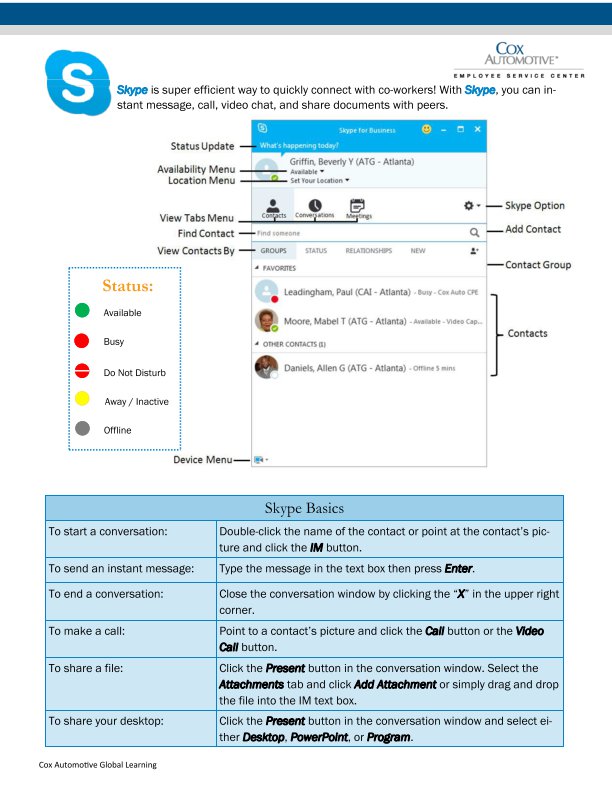 COX
AUTOMOTIVE
EMPLOYEE SERVICE CENTER
S
Skype is super efficient way to quickly connect with co-workers! With Skype, you can in-
stant message, call, video chat, and share documents with peers.
Skype for Business
Status Update
What's happening today?
Griffin, Beverly Y (ATG - Atlanta)
Availability Menu
Available
Location Menu
Set Your Location
View Tabs Menu
Contacts
Conversations
Meetings
Skype Option
Find Contact
Find someone
Add Contact
View Contacts By
GROUPS
STATUS
RELATIONSHIPS
NEW
Contact Group
FAVORITES
Leadingham, Paul (CAI - Atlanta) - Busy - Cox Auto CPE
Moore, Mabel T (ATG - Atlanta) - Available - Video Cap...
Contacts
OTHER CONTACTS (1)
Daniels, Allen G (ATG - Atlanta) - Offline 5 mins
Device Menu
Status:
Available
Busy
Do Not Disturb
Away / Inactive
Offline
Skype Basics
To start a conversation:
Double-click the name of the contact or point at the contact's pic-
ture and click the IM button.
To send an instant message:
Type the message in the text box then press Enter.
To end a conversation:
Close the conversation window by clicking the "X" in the upper right
corner.
To make a call:
Point to a contact's picture and click the Call button or the Video
Call button.
To share a file:
Click the Present button in the conversation window. Select the
Attachments tab and click Add Attachment or simply drag and drop
the file into the IM text box.
To share your desktop:
Click the Present button in the conversation window and select ei-
ther Desktop, PowerPoint, or Program.
Cox Automotive Global Learning